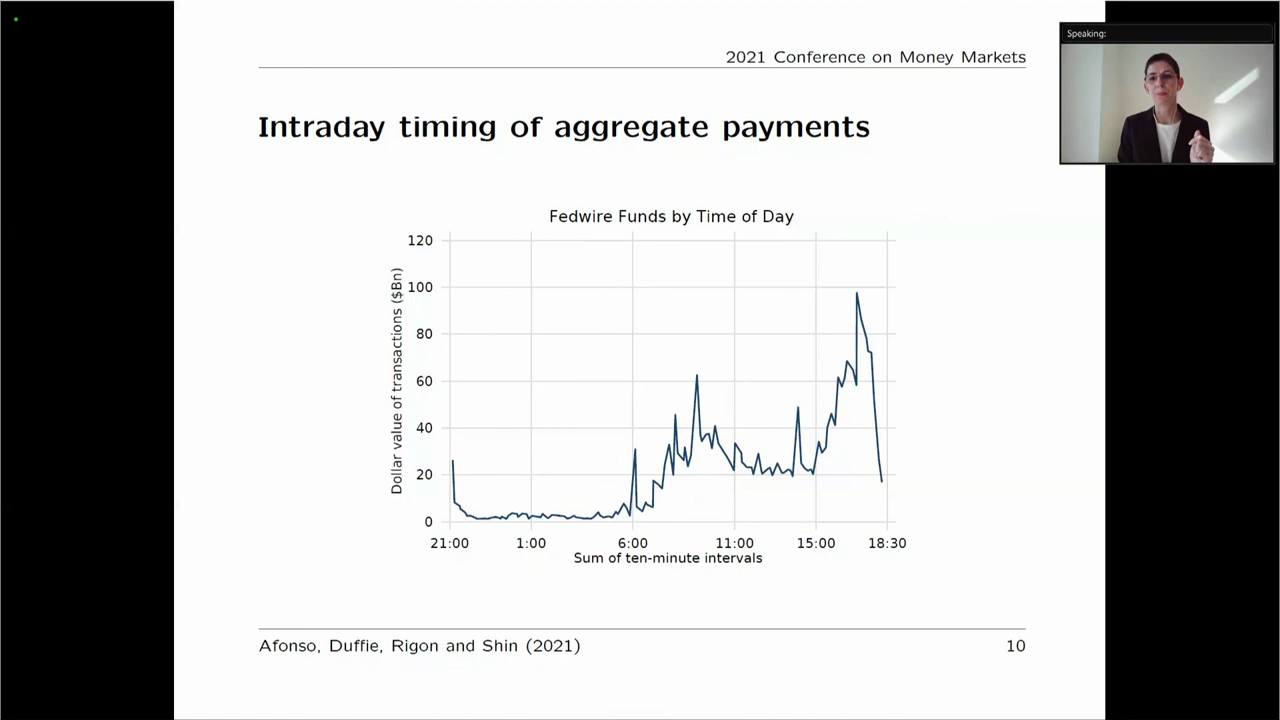 2021 Conference on Money Markets
Speaking:
Intraday timing of aggregate payments
Fedwire Funds by Time of Day
Dollar value of transactions ($Bn)
120
100
80
60
40
20
0
21:00 1:00 6:00 11:00 15:00 18:30
Sum of ten-minute intervals
Afonso, Duffie, Rigon and Shin (2021) 10